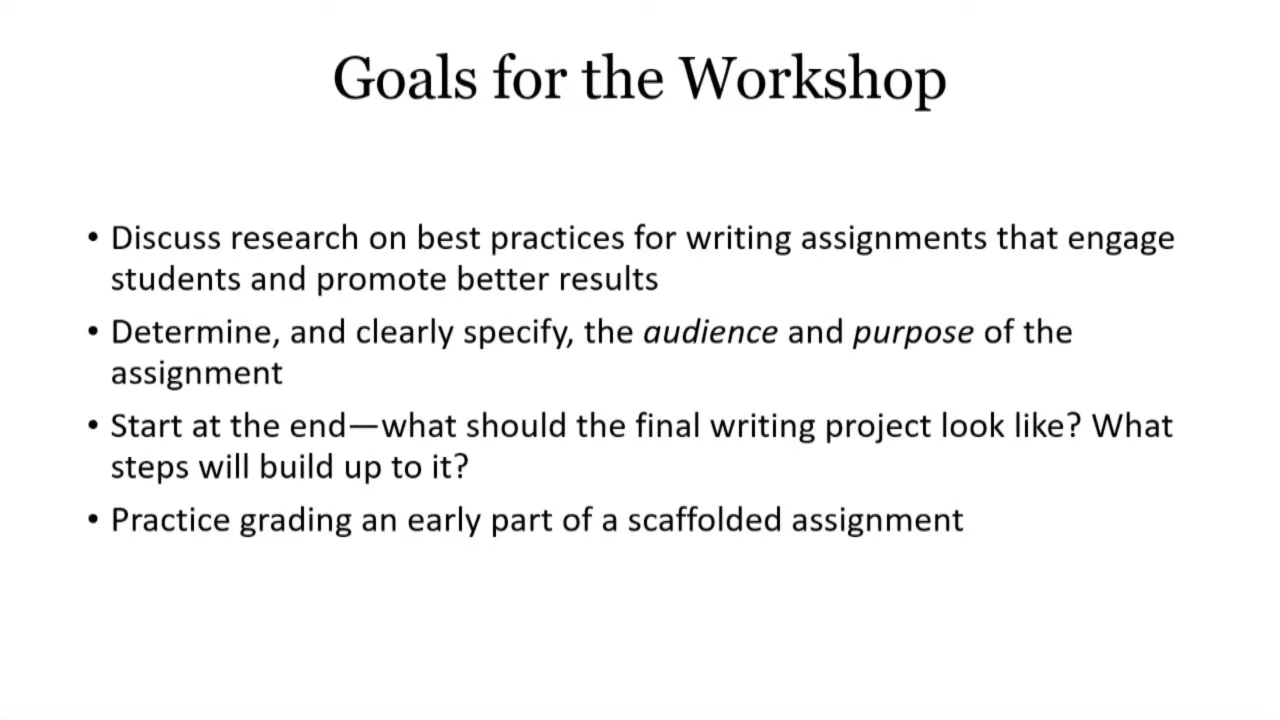 Goals for the Workshop
• Discuss research on best practices for writing assignments that engage
students and promote better results
• Determine, and clearly specify, the audience and purpose of the
assignment
• Start at the end—what should the final writing project look like? What
steps will build up to it?
• Practice grading an early part of a scaffolded assignment